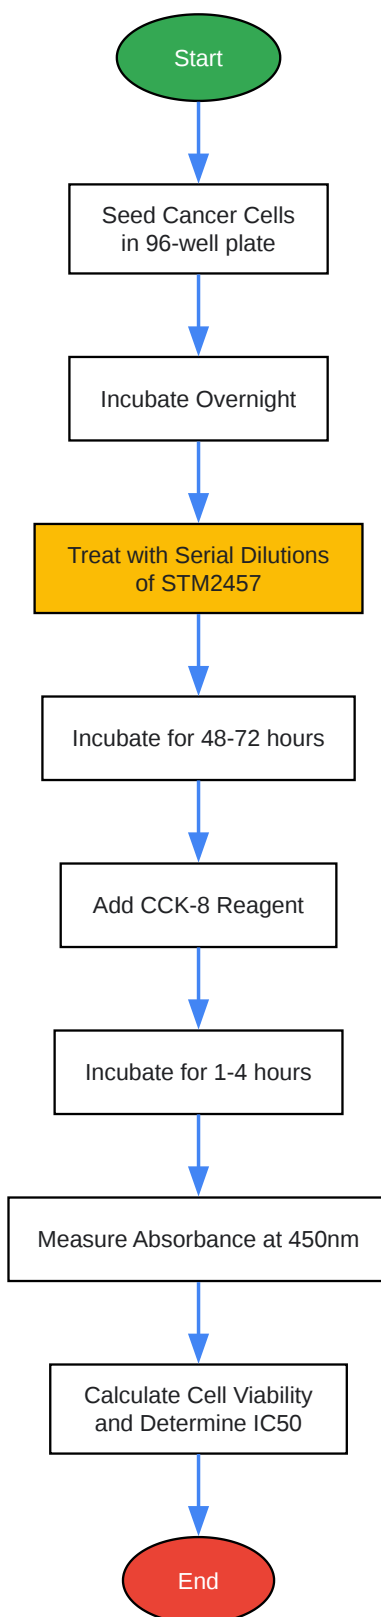 Start
Seed Cancer Cells
in 96-well plate
Incubate Overnight
Treat with Serial Dilutions
of STM2457
Incubate for 48-72 hours
Add CCK-8 Reagent
Incubate for 1-4 hours
Measure Absorbance at 450nm
Calculate Cell Viability
and Determine IC50
End